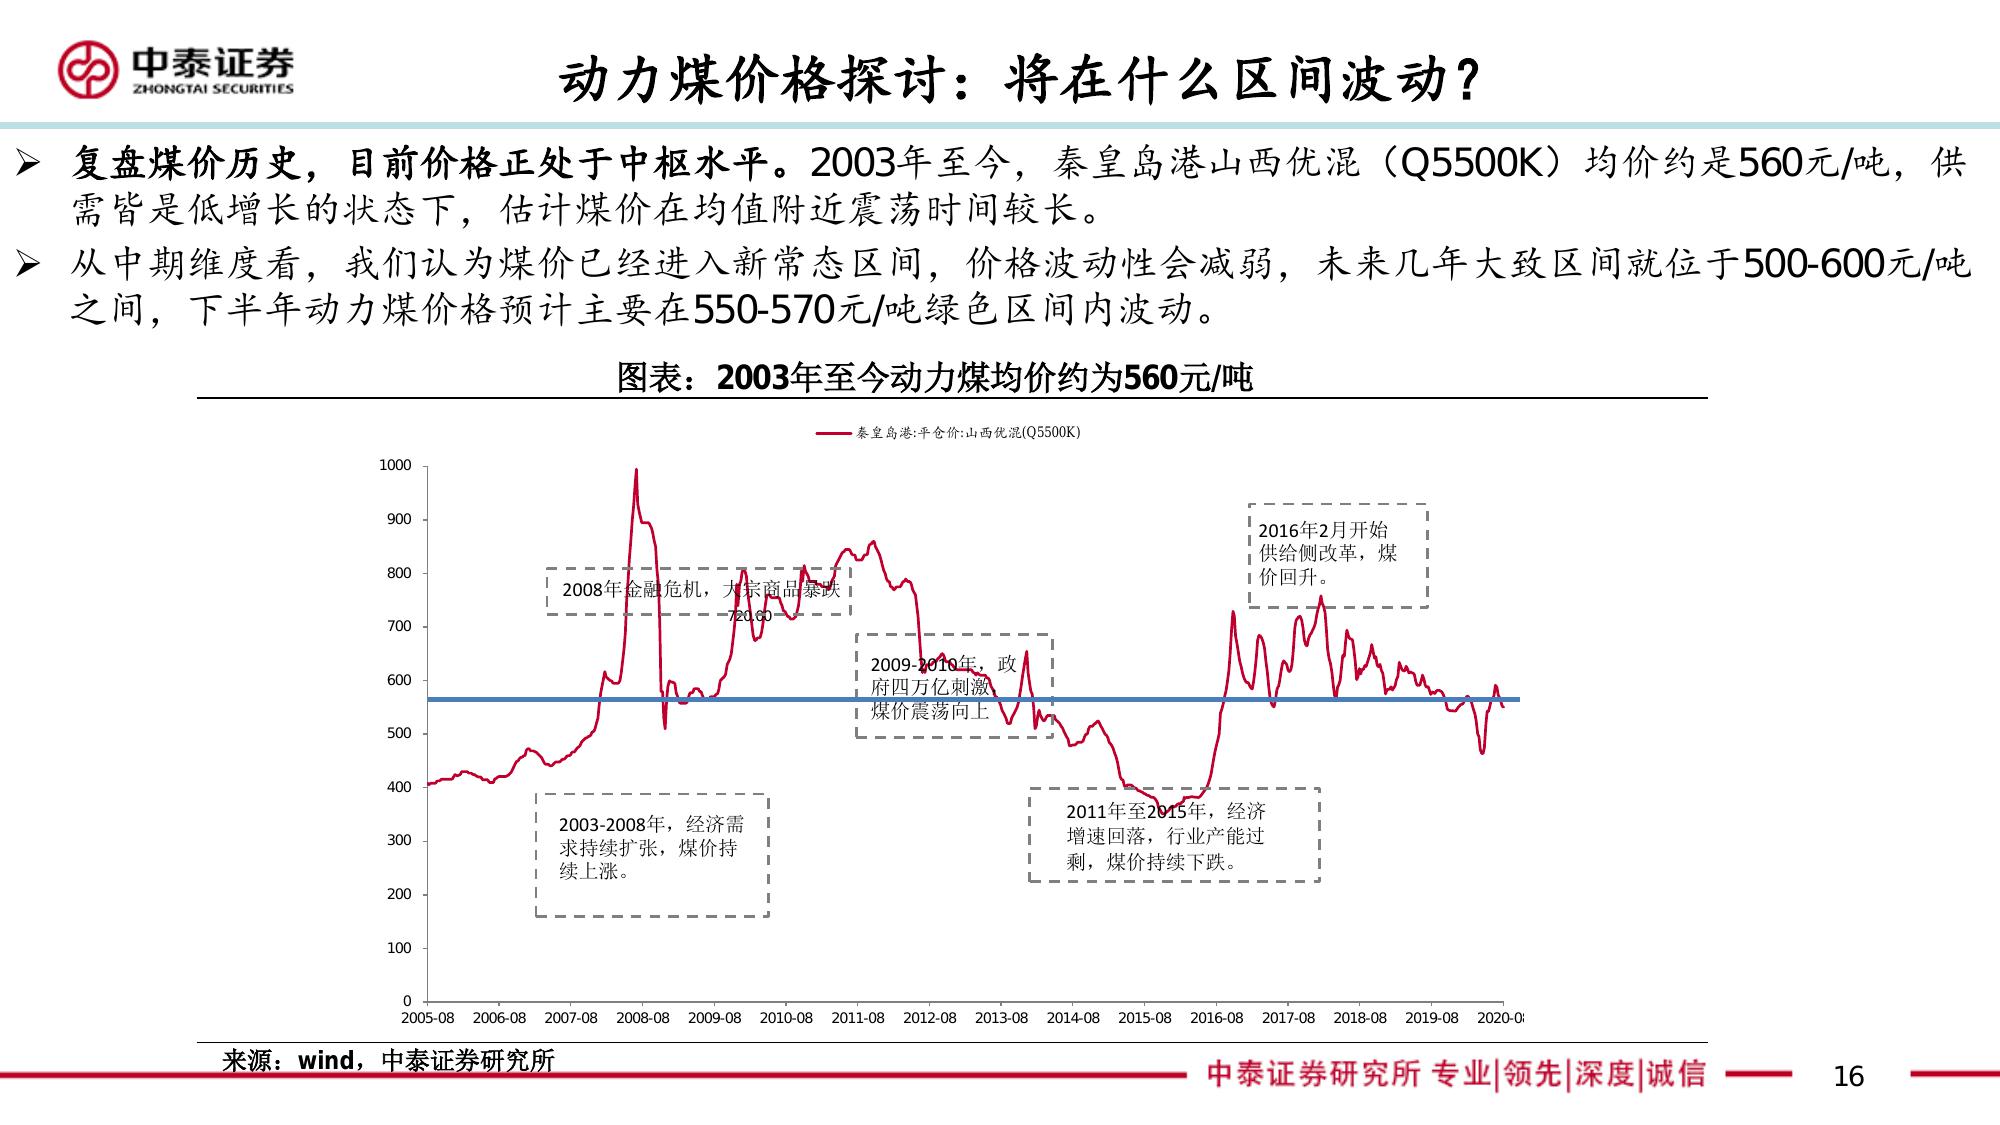 中泰证券
ZHONGTAI SECURITIES
动力煤价格探讨：将在什么区间波动？
➢ 复盘煤价历史，目前价格正处于中枢水平。2003年至今，秦皇岛港山西优混（Q5500K）均价约是560元/吨，供
需皆是低增长的状态下，估计煤价在均值附近震荡时间较长。
➢ 从中期维度看，我们认为煤价已经进入新常态区间，价格波动性会减弱，未来几年大致区间就位于500-600元/吨
之间，下半年动力煤价格预计主要在550-570元/吨绿色区间内波动。
图表：2003年至今动力煤均价约为560元/吨
秦皇岛港:平仓价:山西优混(Q5500K)
1000
900
800
700
600
500
400
300
200
100
0
2008年金融危机，大宗商品暴跌
720.00
2009-2010年，政
府四万亿刺激，
煤价震荡向上
2016年2月开始
供给侧改革，煤
价回升。
2003-2008年，经济需
求持续扩张，煤价持
续上涨。
2011年至2015年，经济
增速回落，行业产能过
剩，煤价持续下跌。
2005-08 2006-08 2007-08 2008-08 2009-08 2010-08 2011-08 2012-08 2013-08 2014-08 2015-08 2016-08 2017-08 2018-08 2019-08 2020-08
来源：wind，中泰证券研究所
中泰证券研究所 专业|领先|深度|诚信
16